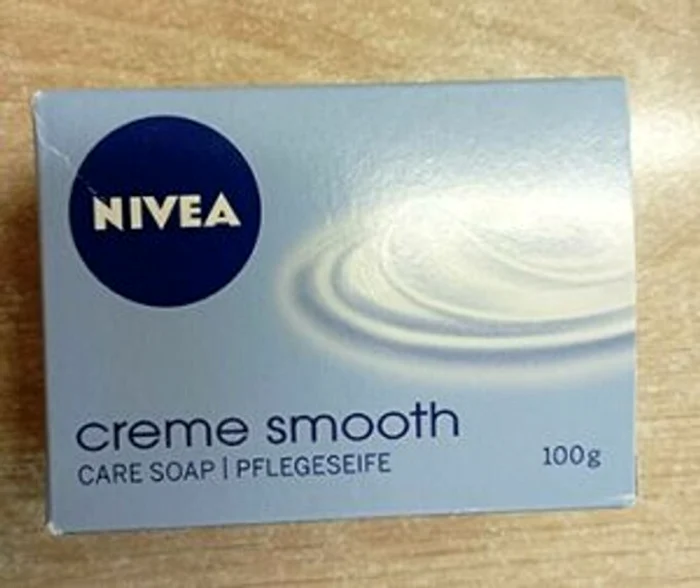 NIVEA
creme smooth
CARE SOAP | PFLEGESEIFE
100g